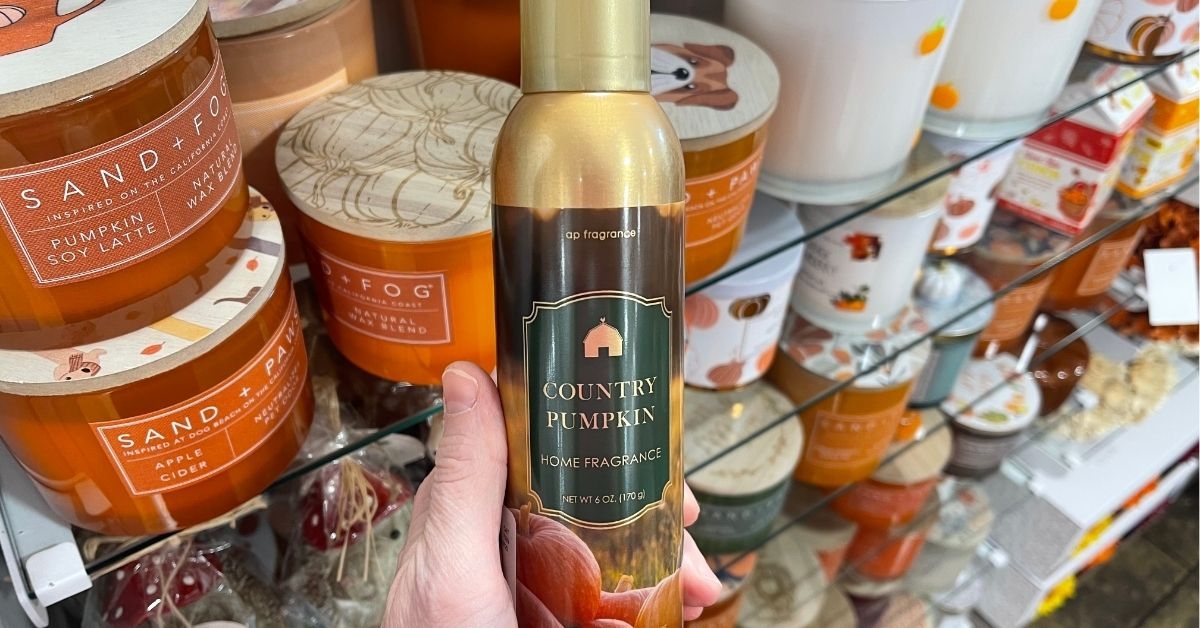 SAND + FOG
INSPIRED ON THE CALIFORNIA COAST
PUMPKIN
SOY LATTE
NATURAL
WAX BLEND
SAND + PAW
INSPIRED AT DOG BEACH ON THE
APPLE
CIDER
D + FOG®
CALIFORNIA COAST
NATURAL
WAX BLEND
ap fragrance
COUNTRY
PUMPKIN
HOME FRAGRANCE
NET WT 6 OZ. (170 g)
+ PAW